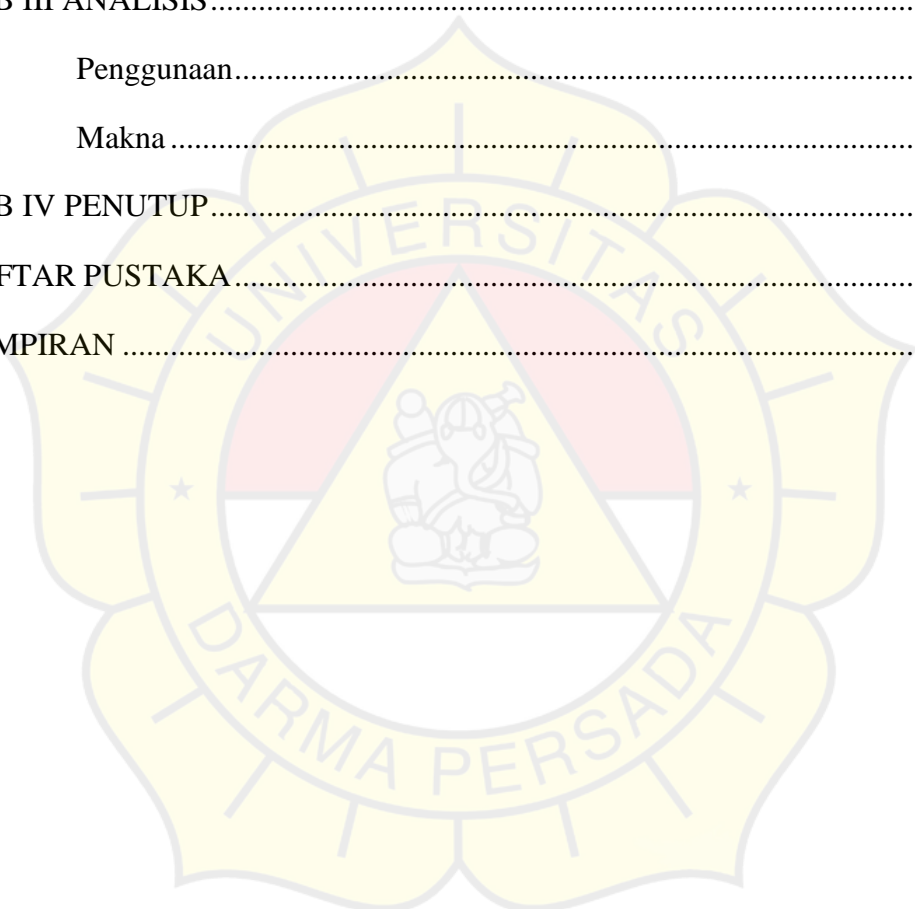 B III ANALISIS..........................................................................................
Penggunaan........................................................................................
Makna ...............................................................................................
B IV PENUTUP..........................................................................................
FTAR PUSTAKA........................................................................................
MPIRAN ....................................................................................................
UNIVERSITAS
DARMA PERSADA